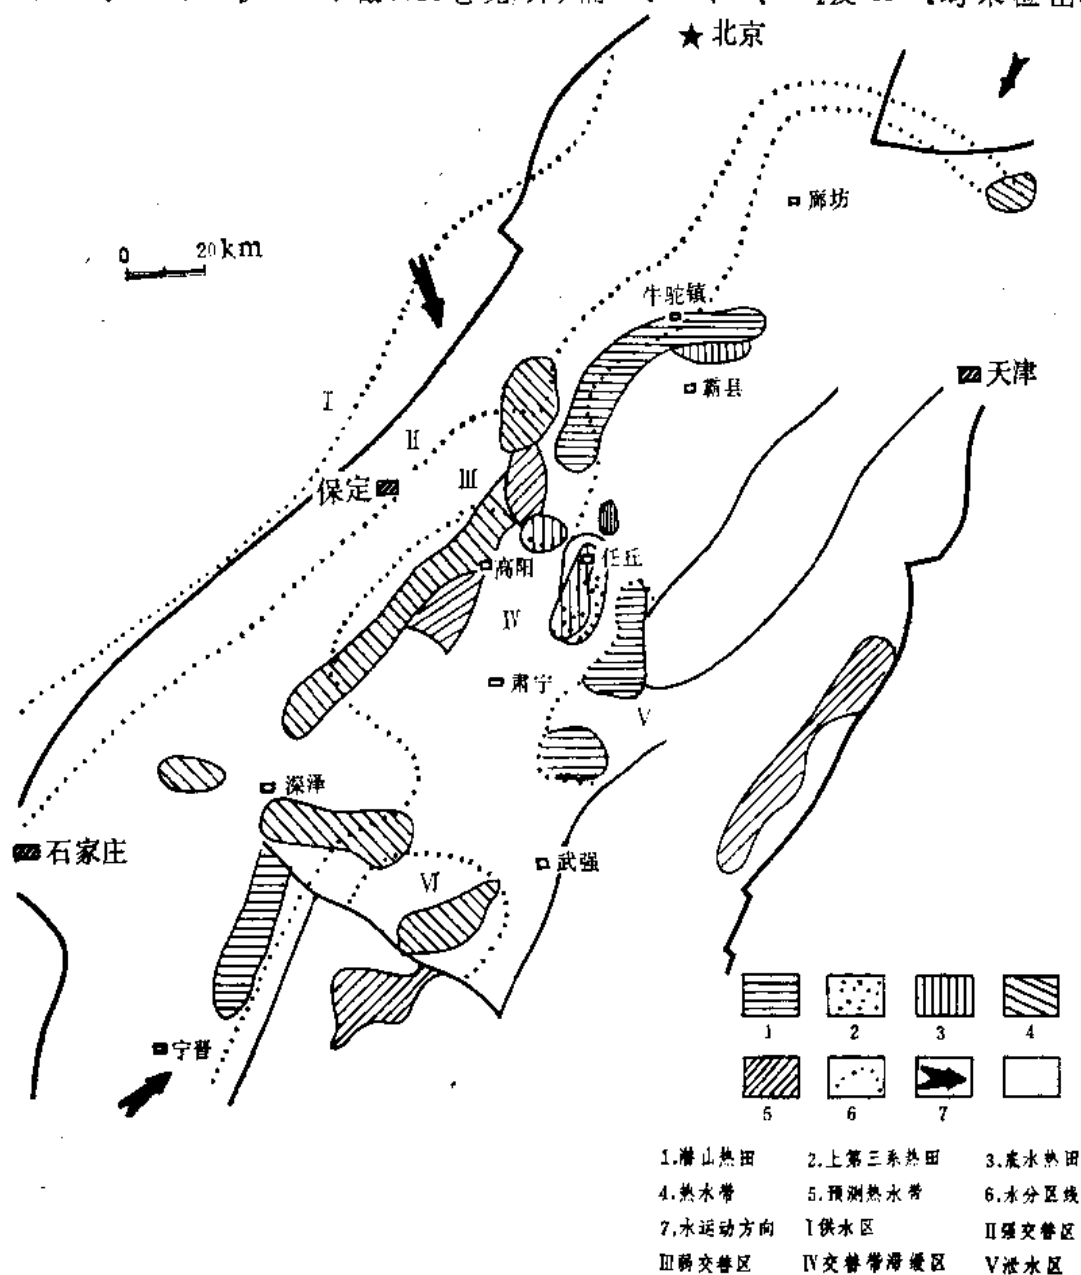 ★北京
廊坊
0 20km
牛驼镇
天津
霸县
I
II
保定
III
高阳
任丘
IV
肃宁
V
深泽
石家庄
武强
VI
宁晋
1 2 3 4
5 6 7
1.潜山热田 2.上第三系热田 3.底水热田
4.热水带 5.预测热水带 6.水分区线
7.水运动方向 I供水区 II强交替区
III弱交替区 IV交替带滞缓区 V泄水区